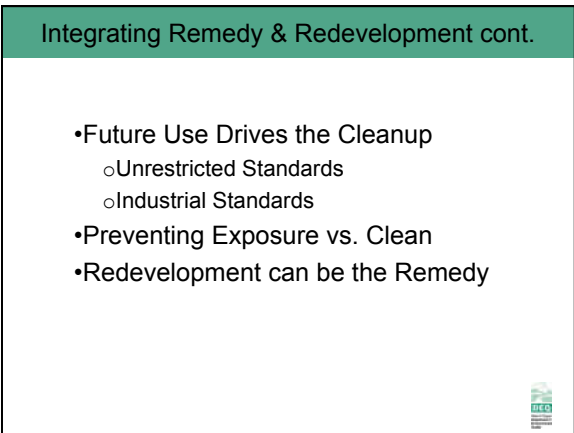 Integrating Remedy & Redevelopment cont.
•Future Use Drives the Cleanup
oUnrestricted Standards
oIndustrial Standards
•Preventing Exposure vs. Clean
•Redevelopment can be the Remedy
DEQ